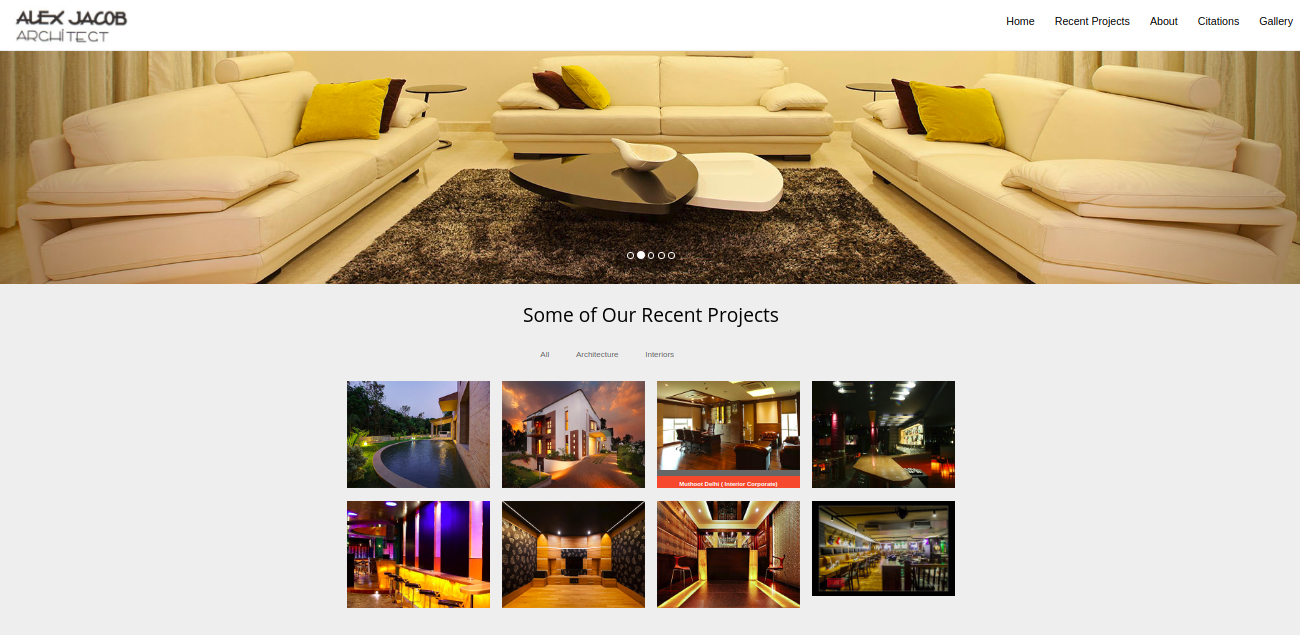 ALEX JACOB
ARCHITECT
Home Recent Projects About Citations Gallery
Some of Our Recent Projects
All Architecture Interiors
Muthoot Delhi ( Interior Corporate)